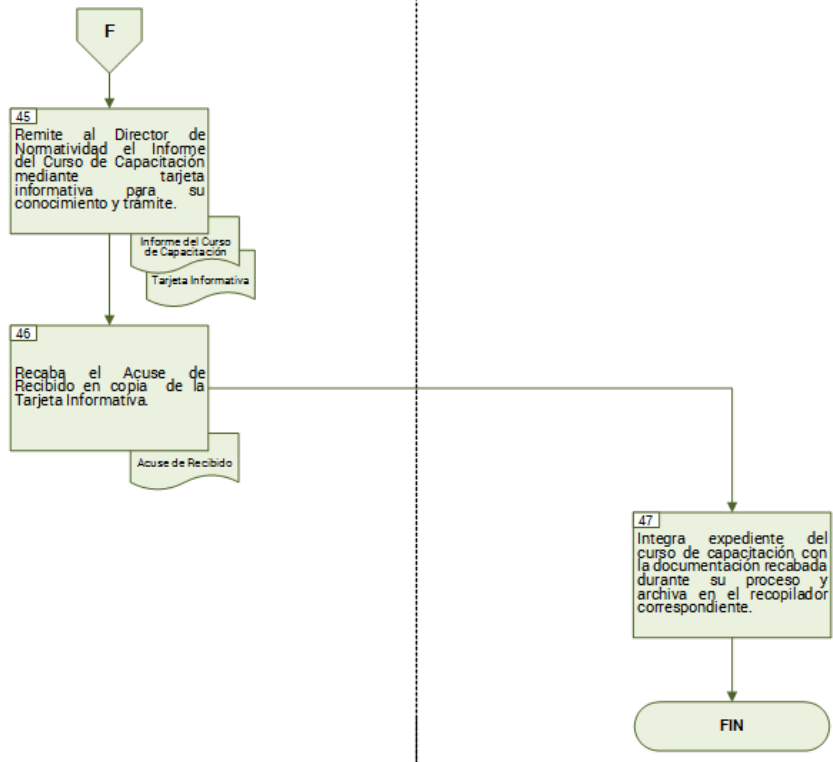 F
45
Remite al Director de
Normatividad el Informe
del Curso de Capacitación
mediante tarjeta
informativa para su
conocimiento y trámite.
Informe del Curso
de Capacitación
Tarjeta Informativa
46
Recaba el Acuse de
Recibido en copia de la
Tarjeta Informativa.
Acuse de Recibido
47
Integra expediente del
curso de capacitación con
la documentación recabada
durante su proceso y
archiva en el recopilador
correspondiente.
FIN